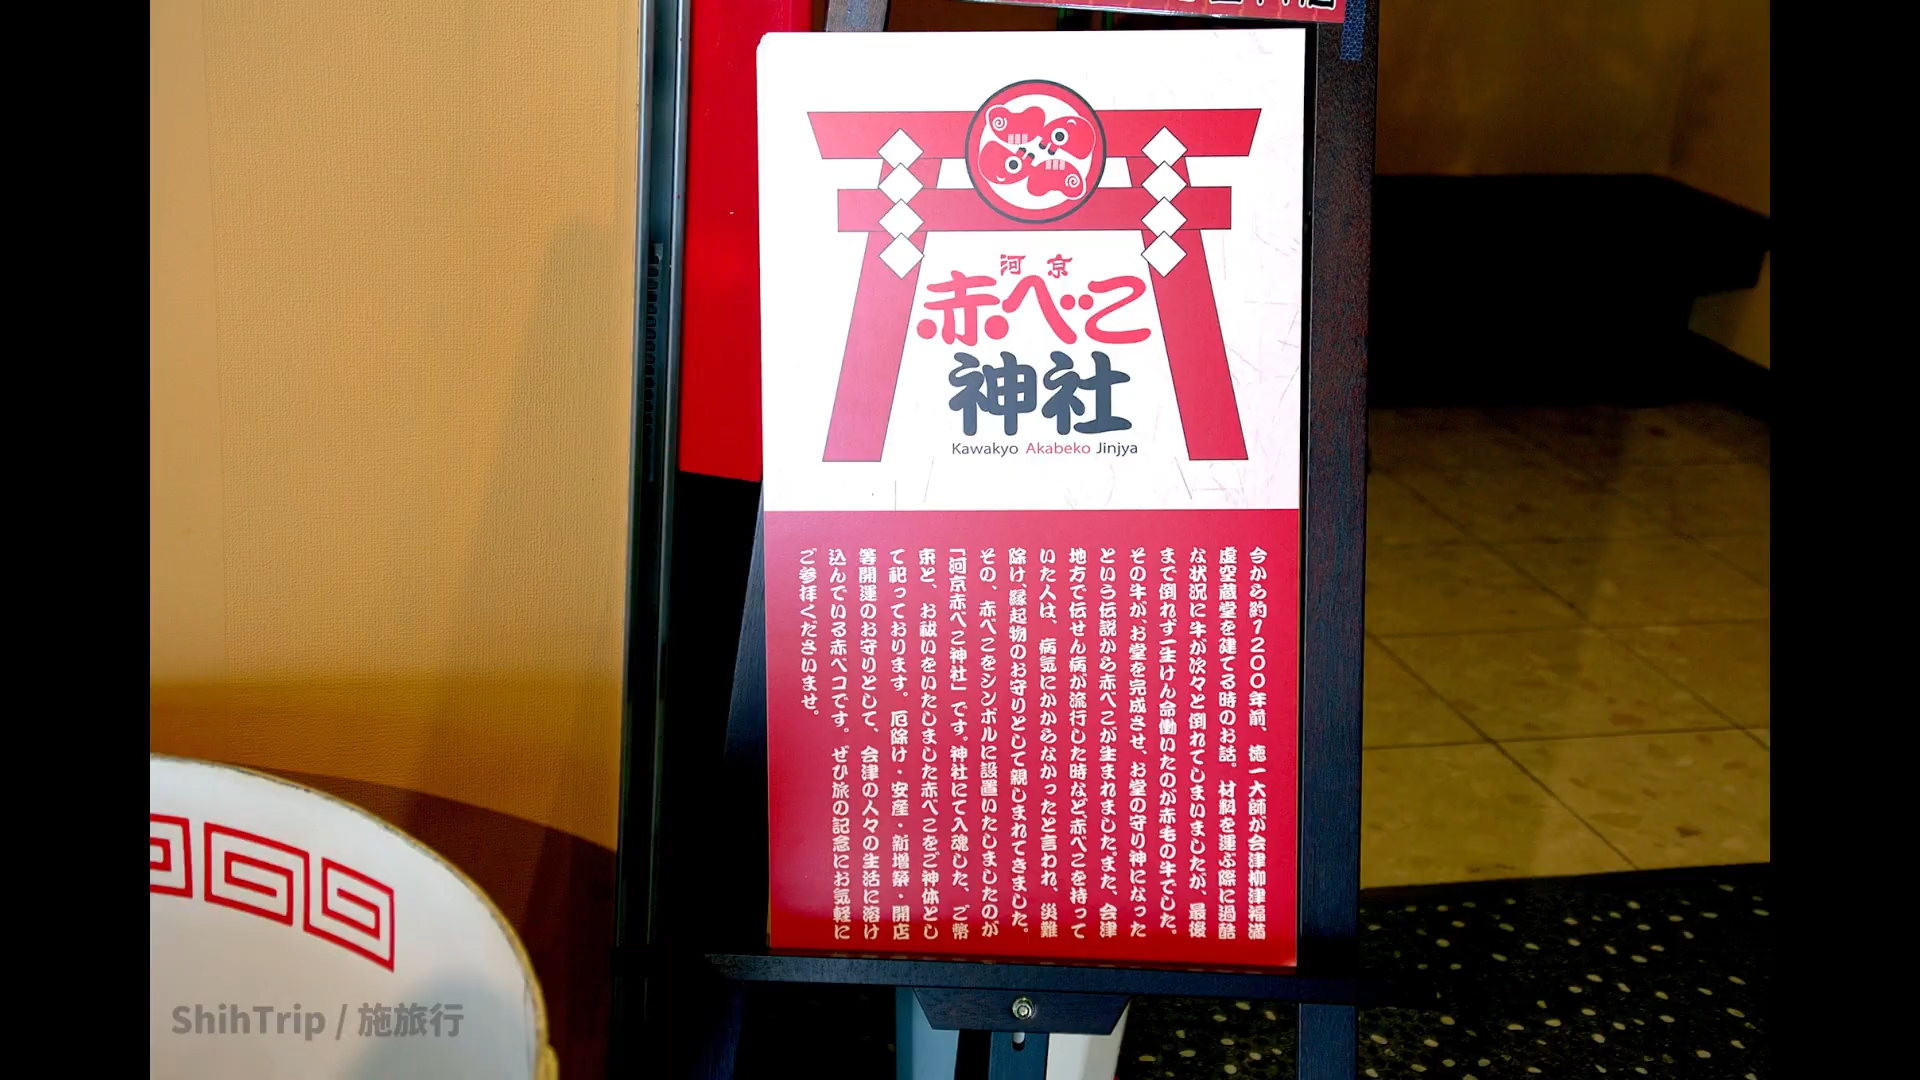 河京
赤べこ
神社
Kawakyo Akabeko Jinjya
今から約1200年前、徳一大師が会津柳津福満
虚空蔵堂を建てる時のお話。材料を運ぶ際に過酷
な状況に牛が次々と倒れてしまいましたが、最後
まで倒れず一生けん命働いたのが赤毛の牛でした。
その牛が、お堂を完成させ、お堂の守り神になった
という伝説から赤べこが生まれました。また、会津
地方で伝せん病が流行した時など、赤べこを持って
いた人は、病気にかからなかったと言われ、災難
除け、縁起物のお守りとして親しまれてきました。
その、赤べこをシンボルに設置いたしましたのが
「河京赤べこ神社」です。神社にて入魂した、ご幣
束と、お祓いをいたしました赤べこをご神体とし
て祀っております。厄除け・安産・新増築・開店
等開運のお守りとして、会津の人々の生活に溶け
込んでいる赤ベコです。ぜひ旅の記念にお気軽に
ご参拝くださいませ。
ShihTrip / 施旅行